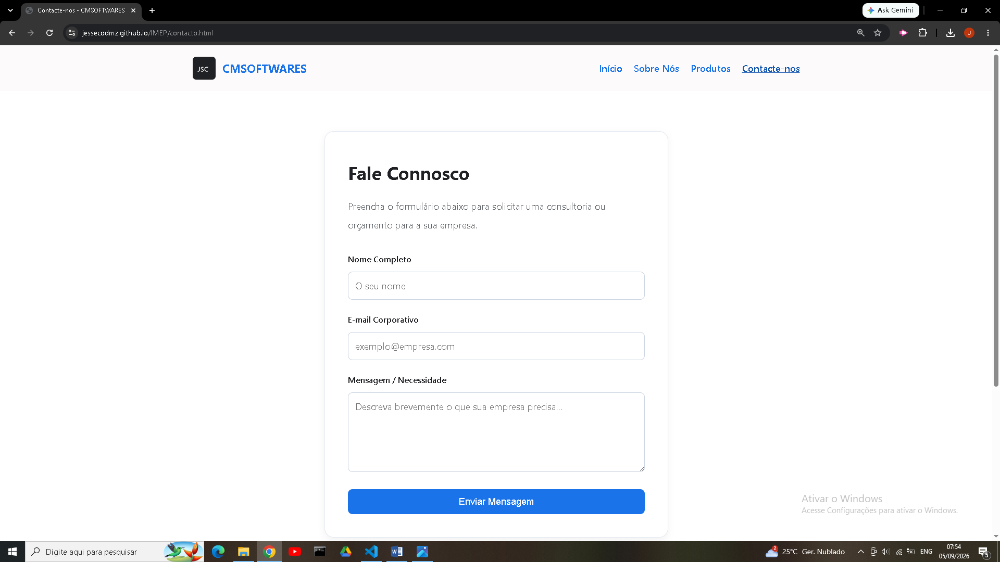 Contacte-nos - CMSOFTWARES
Ask Gemini
jessecodmz.github.io/IMEP/contacto.html
J
JSC
CMSOFTWARES
Início
Sobre Nós
Produtos
Contacte-nos
Fale Connosco
Preencha o formulário abaixo para solicitar uma consultoria ou
orçamento para a sua empresa.
Nome Completo
O seu nome
E-mail Corporativo
exemplo@empresa.com
Mensagem / Necessidade
Descreva brevemente o que sua empresa precisa...
Enviar Mensagem
Ativar o Windows
Acesse Configurações para ativar o Windows.
Digite aqui para pesquisar
2
25°C Ger. Nublado
ENG
07:54
05/09/2026
5